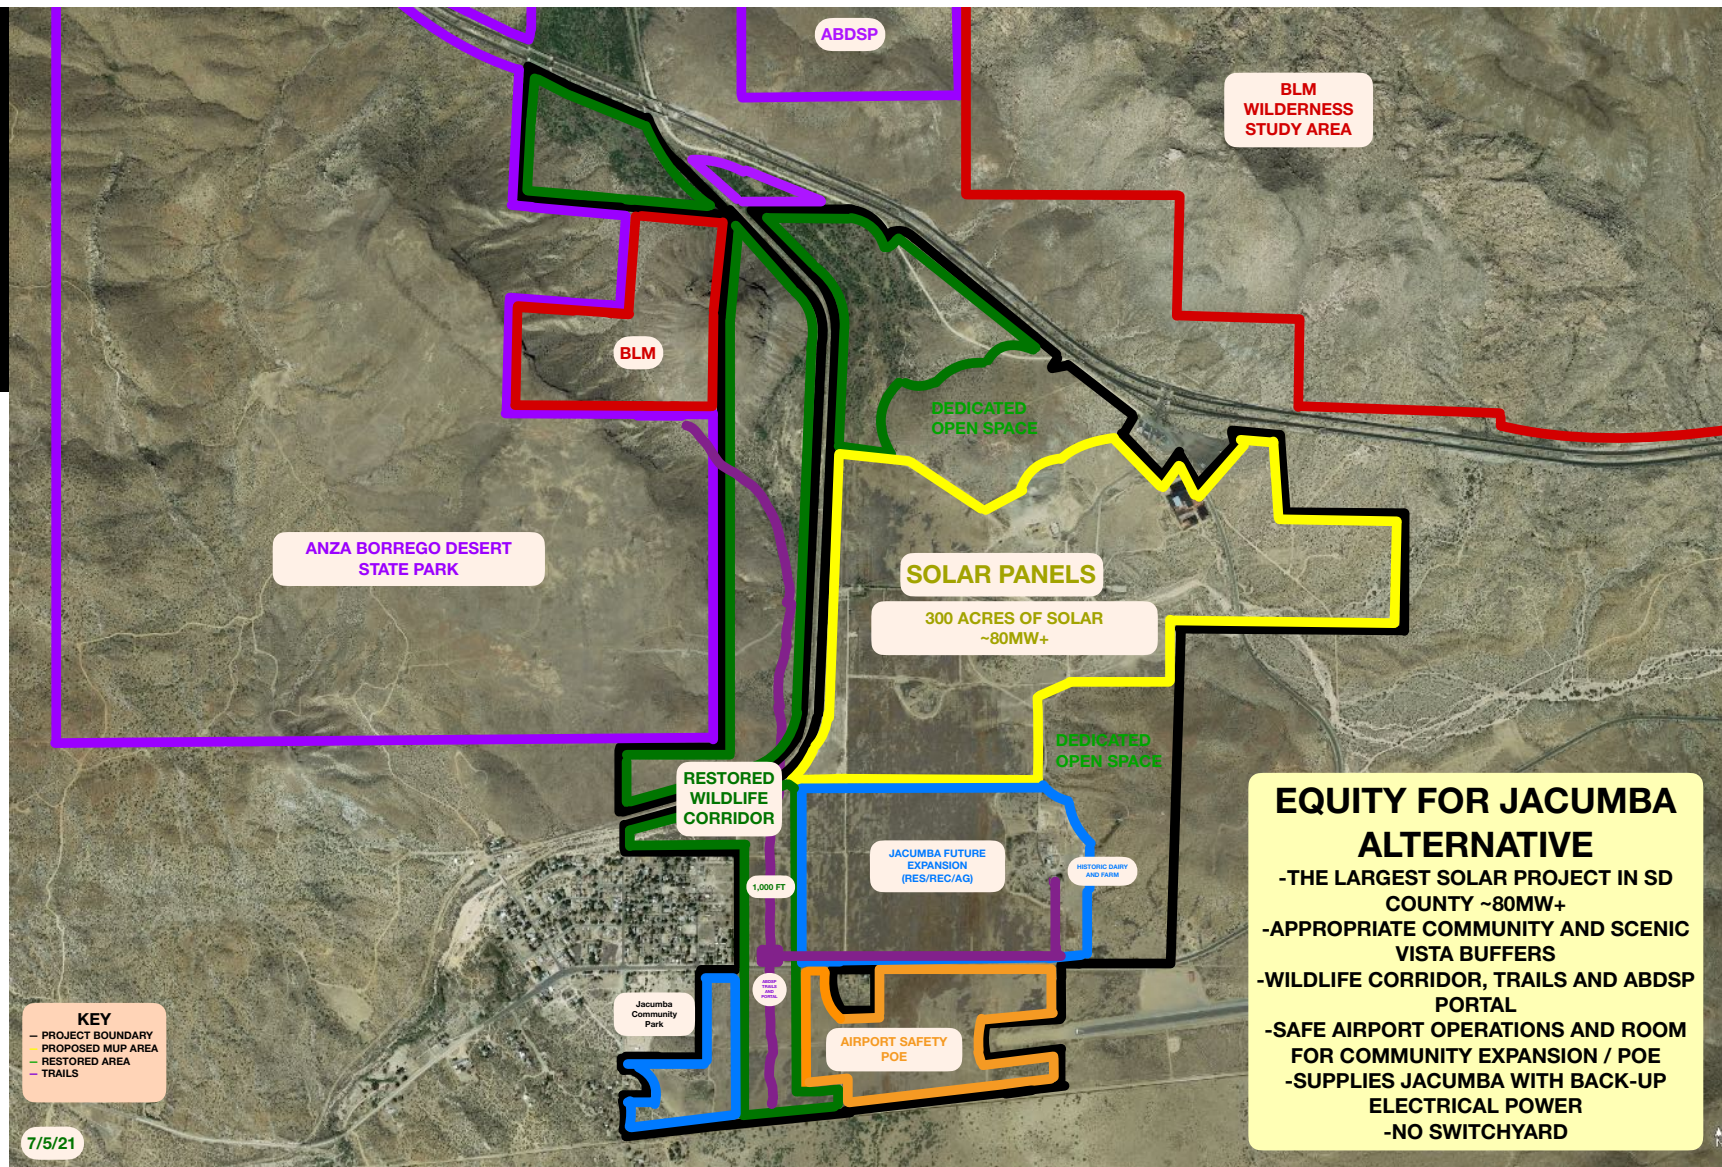 ABDSP
BLM
WILDERNESS
STUDY AREA
BLM
DEDICATED
OPEN SPACE
ANZA BORREGO DESERT
STATE PARK
SOLAR PANELS
300 ACRES OF SOLAR
~80MW+
DEDICATED
OPEN SPACE
RESTORED
WILDLIFE
CORRIDOR
JACUMBA FUTURE
EXPANSION
(RES/REC/AG)
HISTORIC DAIRY
AND FARM
1,000 FT
ABDSP
TRAILS
AND
PORTAL
Jacumba
Community
Park
AIRPORT SAFETY
POE
EQUITY FOR JACUMBA
ALTERNATIVE
-THE LARGEST SOLAR PROJECT IN SD
COUNTY ~80MW+
-APPROPRIATE COMMUNITY AND SCENIC
VISTA BUFFERS
-WILDLIFE CORRIDOR, TRAILS AND ABDSP
PORTAL
-SAFE AIRPORT OPERATIONS AND ROOM
FOR COMMUNITY EXPANSION / POE
-SUPPLIES JACUMBA WITH BACK-UP
ELECTRICAL POWER
-NO SWITCHYARD
KEY
— PROJECT BOUNDARY
— PROPOSED MUP AREA
— RESTORED AREA
— TRAILS
7/5/21